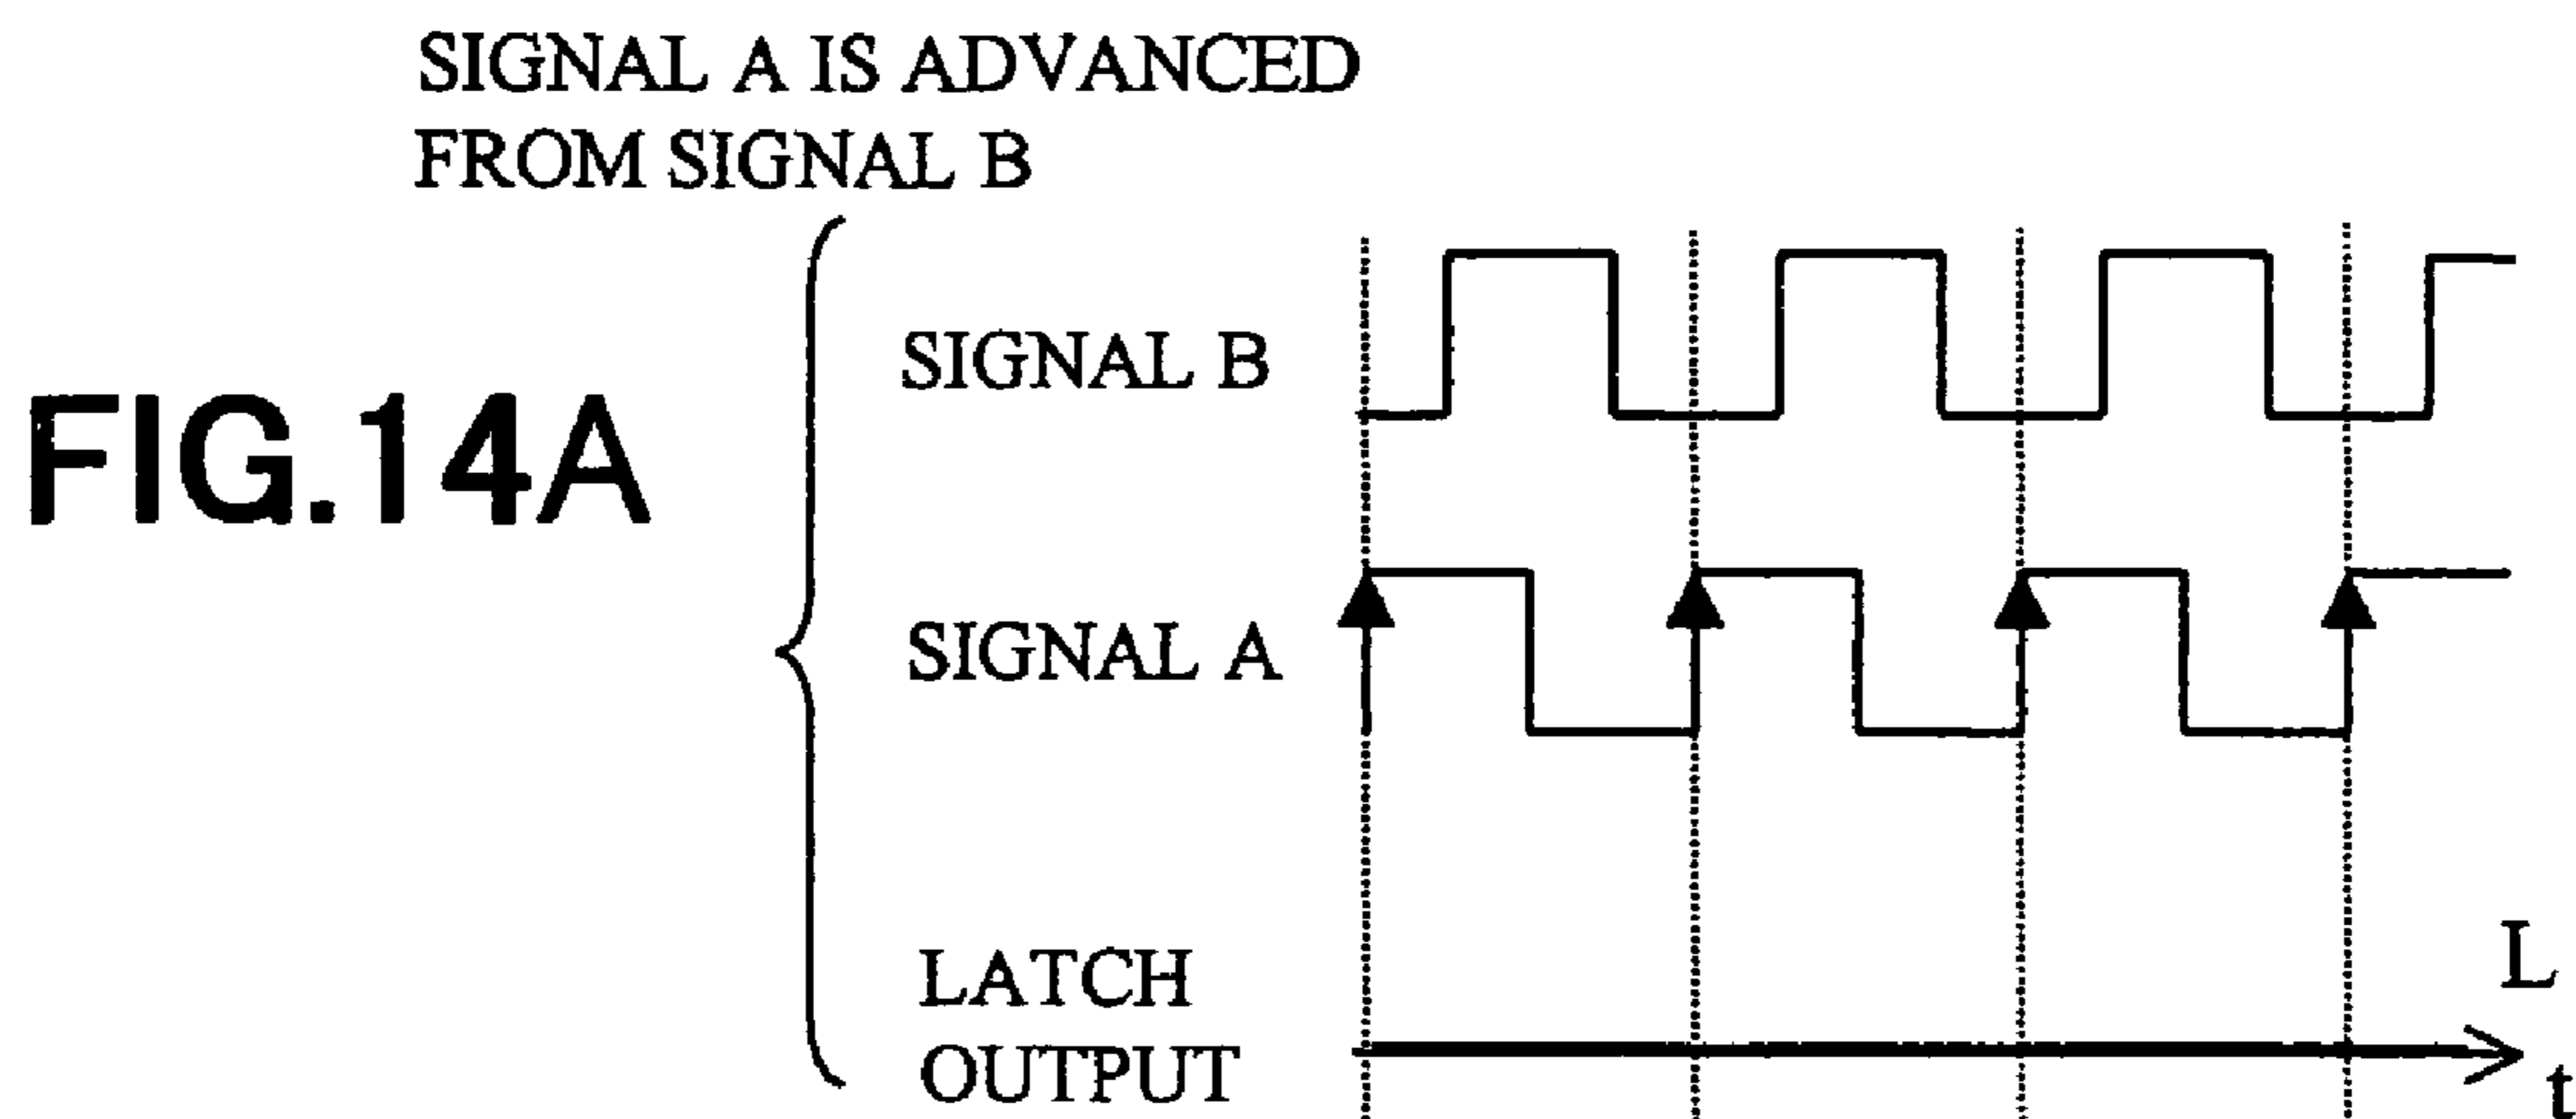 SIGNAL A IS ADVANCED
FROM SIGNAL B
FIG.14A
SIGNAL B
SIGNAL A
LATCH
OUTPUT
L
t